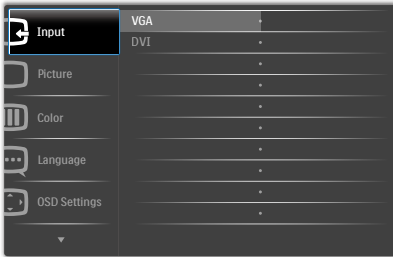 Input
Picture
Color
Language
OSD Settings
VGA
DVI